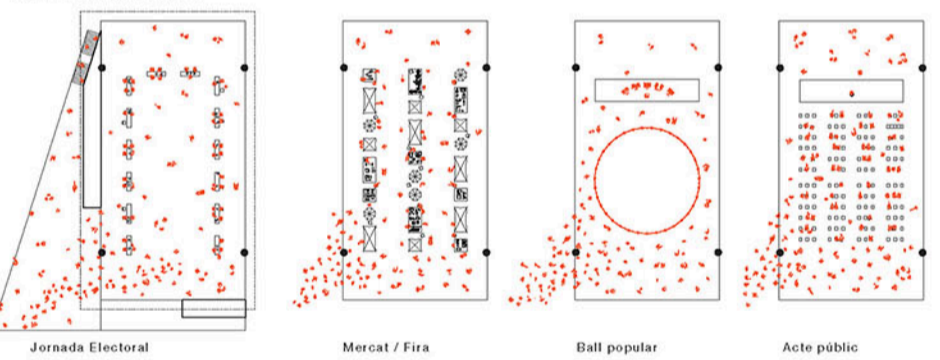 Jornada Electoral
Mercat / Fira
Ball popular
Acte públic